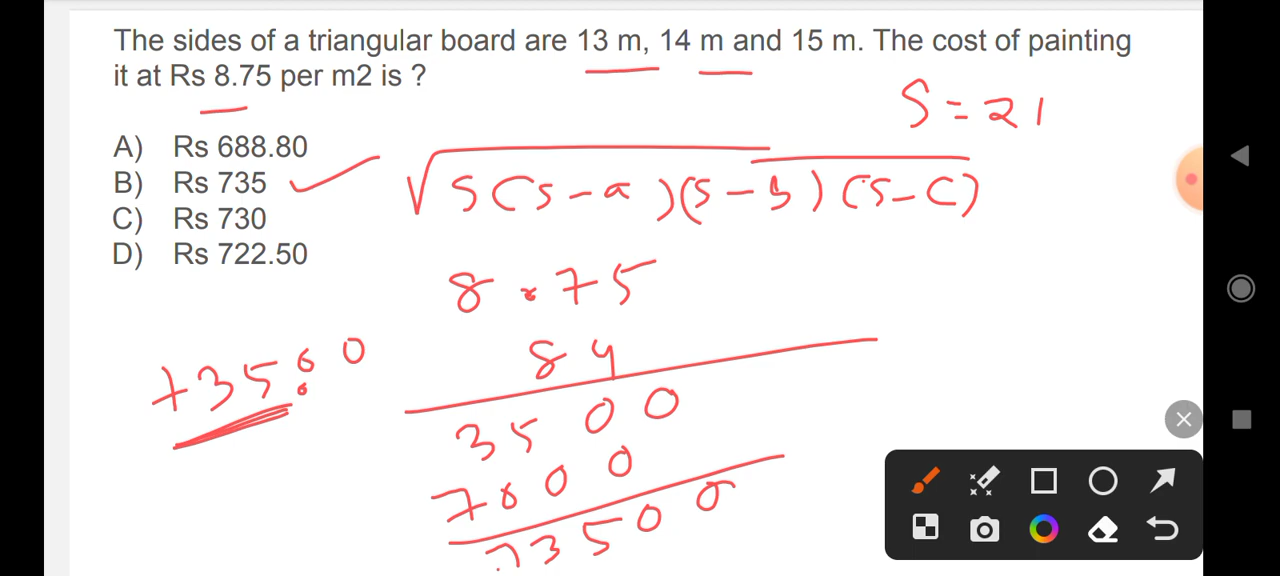 The sides of a triangular board are 13 m, 14 m and 15 m. The cost of painting
it at Rs 8.75 per m2 is ?
S = 21
A) Rs 688.80
B) Rs 735
C) Rs 730
D) Rs 722.50
√S(S-a)(S-b)(S-C)
8.75
84
3500
7000
73500
735.00